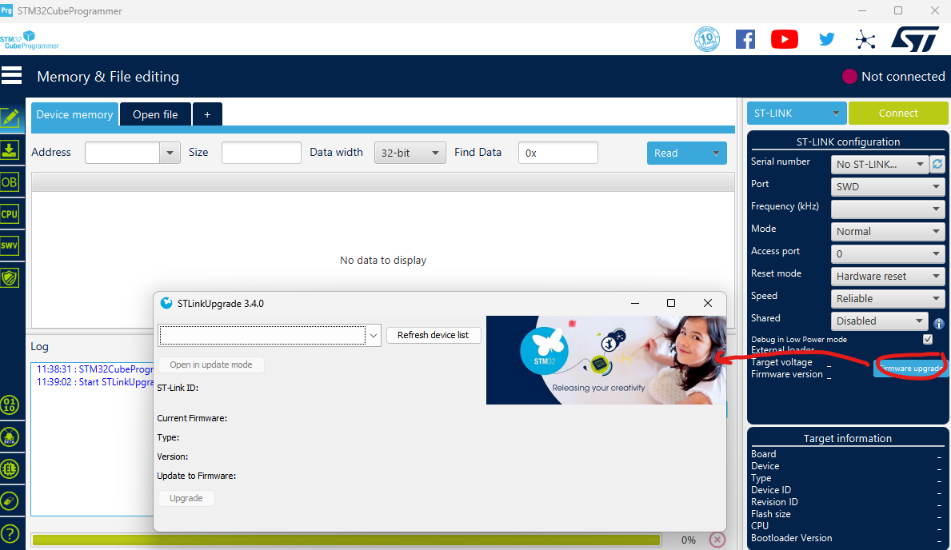 Prg STM32CubeProgrammer
STM32
CubeProgrammer
10
Memory & File editing
Not connected
Device memory Open file +
ST-LINK Connect
Address Size Data width 32-bit Find Data 0x Read
No data to display
Log
11:38:31 : STM32CubeProgr
11:39:02 : Start STLinkUpgra
OB
CPU
SWV
0%
STLinkUpgrade 3.4.0
Refresh device list
Open in update mode
ST-Link ID:
Current Firmware:
Type:
Version:
Update to Firmware:
Upgrade
STM32
Releasing your creativity
ST-LINK configuration
Serial number No ST-LINK...
Port SWD
Frequency (kHz)
Mode Normal
Access port 0
Reset mode Hardware reset
Speed Reliable
Shared Disabled
Debug in Low Power mode
External loader _
Target voltage _
Firmware version _
Firmware upgrade
Target information
Board _
Device _
Type _
Device ID _
Revision ID _
Flash size _
CPU _
Bootloader Version _